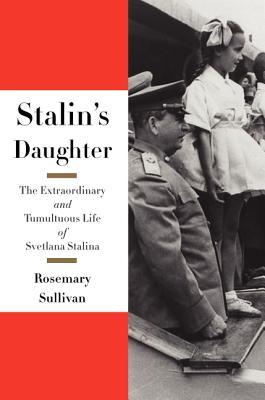 Stalin's
Daughter
The Extraordinary
and
Tumultuous Life
of
Svetlana Stalina
Rosemary
Sullivan